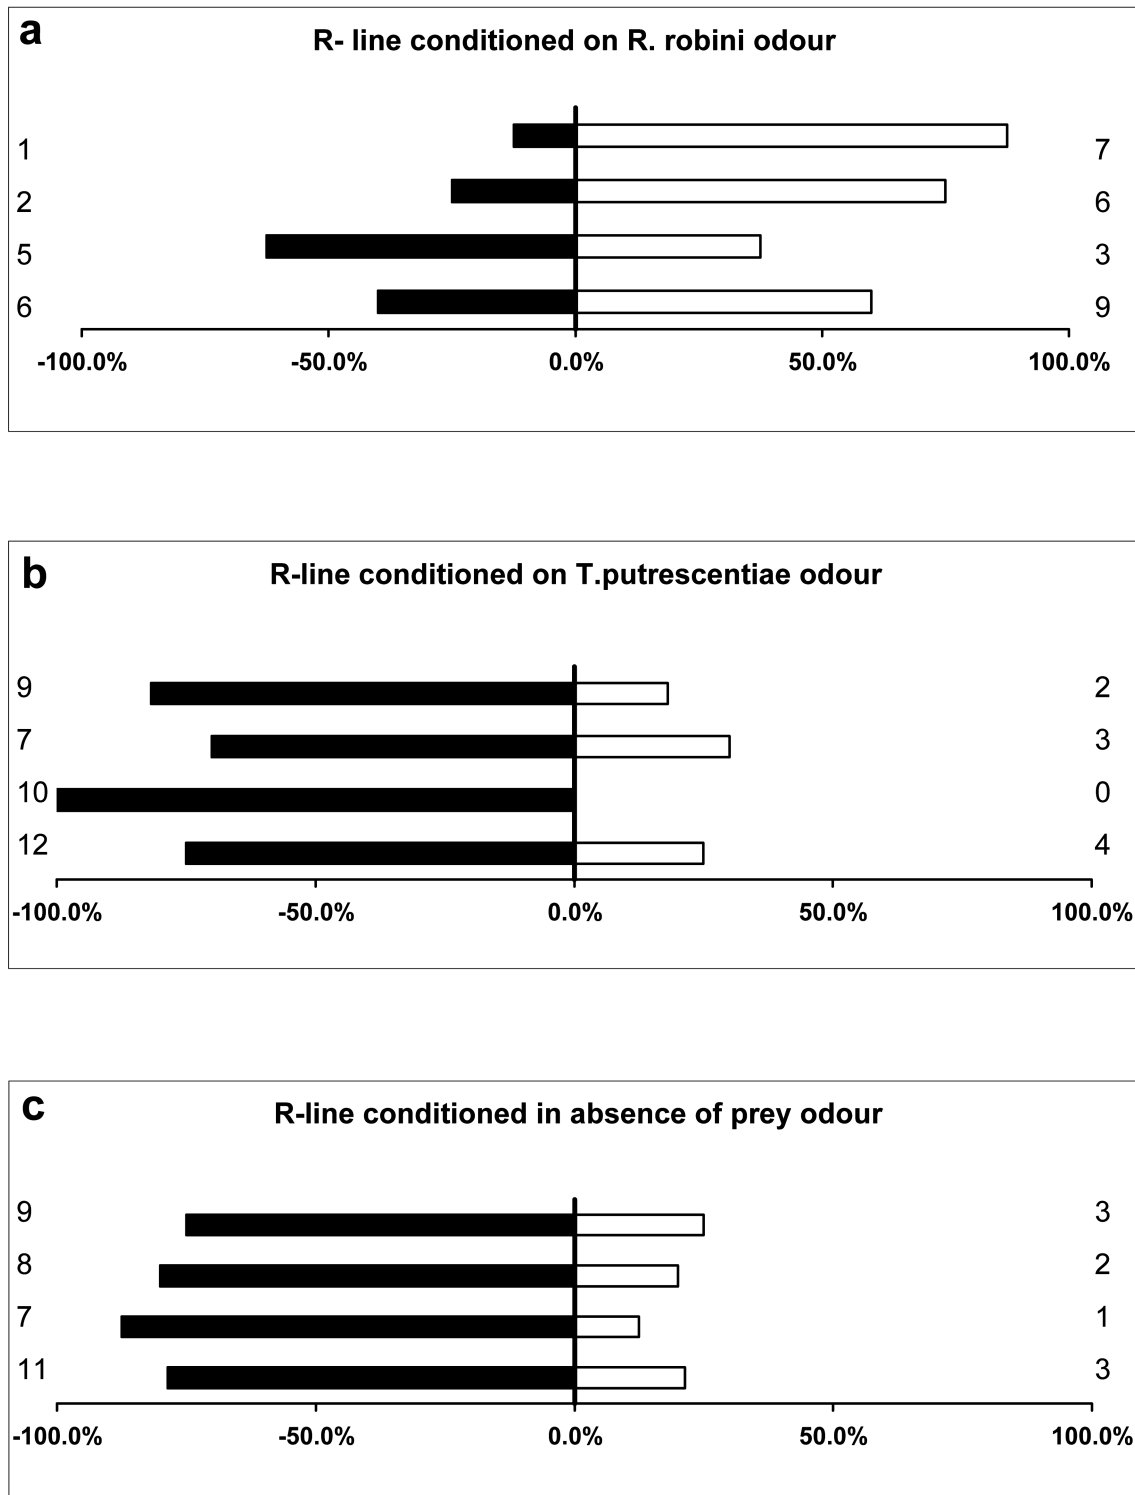 a
R- line conditioned on R. robini odour
1 7
2 6
5 3
6 9
-100.0% -50.0% 0.0% 50.0% 100.0%
b
R-line conditioned on T.putrescentiae odour
9 2
7 3
10 0
12 4
-100.0% -50.0% 0.0% 50.0% 100.0%
c
R-line conditioned in absence of prey odour
9 3
8 2
7 1
11 3
-100.0% -50.0% 0.0% 50.0% 100.0%